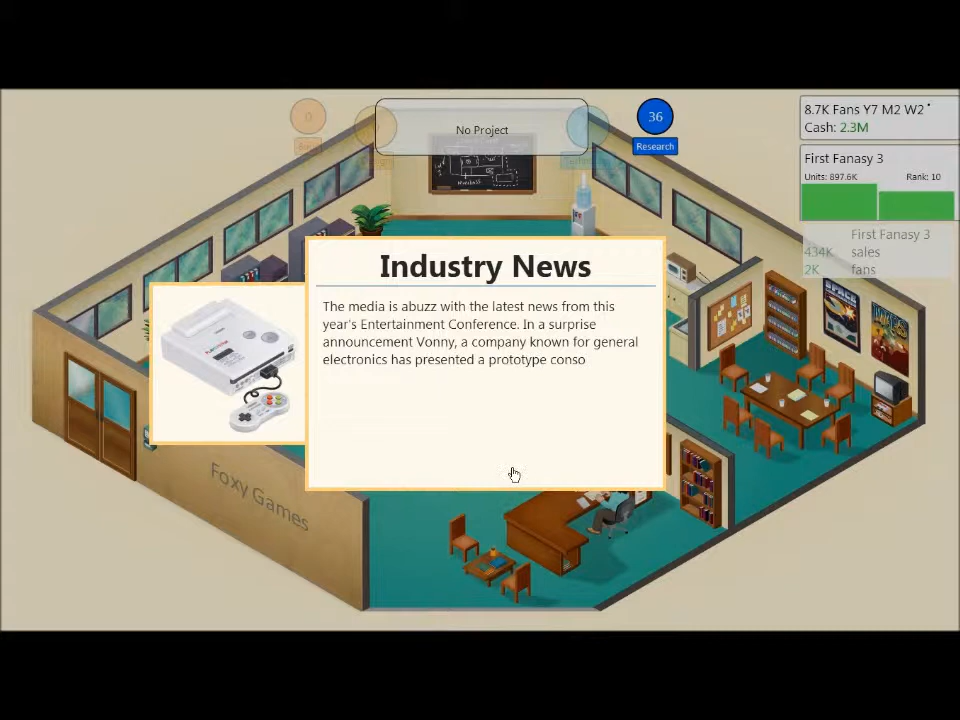 0
No Project
36
Research
8.7K Fans Y7 M2 W2
Cash: 2.3M
First Fanasy 3
Units: 897.6K Rank: 10
First Fanasy 3
434K sales
2K fans
SPACE
Industry News
The media is abuzz with the latest news from this
year's Entertainment Conference. In a surprise
announcement Vonny, a company known for general
electronics has presented a prototype conso
Foxy Games